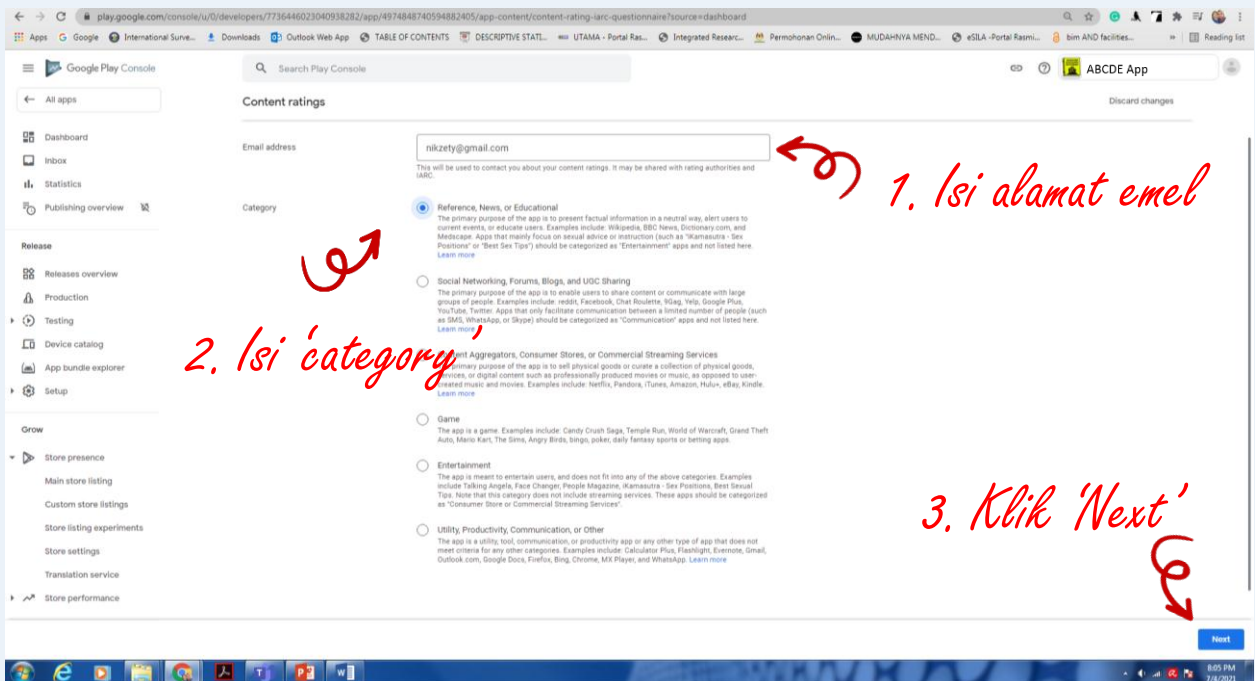 play.google.com/console/u/0/developers/7736446023040938282/app/4974848740594882405/app-content/content-rating-iarc-questionnaire?source=dashboard
Apps Google International Surve... Downloads Outlook Web App TABLE OF CONTENTS DESCRIPTIVE STATI... UTAMA - Portal Ras... Integrated Researc... Permohonan Onlin... MUDAHNYA MEND... eSILA -Portal Rasmi... bim AND facilities... » Reading list
Google Play Console
Search Play Console
ABCDE App
All apps
Content ratings
Discard changes
Dashboard
Inbox
Statistics
Publishing overview
Release
Releases overview
Production
Testing
Device catalog
App bundle explorer
Setup
Grow
Store presence
Main store listing
Custom store listings
Store listing experiments
Store settings
Translation service
Store performance
Email address
nikzety@gmail.com
This will be used to contact you about your content ratings. It may be shared with rating authorities and
IARC.
1. Isi alamat emel
Category
Reference, News, or Educational
The primary purpose of the app is to present factual information in a neutral way, alert users to
current events, or educate users. Examples include: Wikipedia, BBC News, Dictionary.com, and
Medscape. Apps that mainly focus on sexual advice or instruction (such as "iKamasutra - Sex
Positions" or "Best Sex Tips") should be categorized as "Entertainment" apps and not listed here.
Learn more
Social Networking, Forums, Blogs, and UGC Sharing
The primary purpose of the app is to enable users to share content or communicate with large
groups of people. Examples include: reddit, Facebook, Chat Roulette, 9Gag, Yelp, Google Plus,
YouTube, Twitter. Apps that only facilitate communication between a limited number of people (such
as SMS, WhatsApp, or Skype) should be categorized as "Communication" apps and not listed here.
Learn more
2. Isi 'category'
Aggregators, Consumer Stores, or Commercial Streaming Services
primary purpose of the app is to sell physical goods or curate a collection of physical goods,
services, or digital content such as professionally produced movies or music, as opposed to user-
created music and movies. Examples include: Netflix, Pandora, iTunes, Amazon, Hulu+, eBay, Kindle.
Learn more
Game
The app is a game. Examples include: Candy Crush Saga, Temple Run, World of Warcraft, Grand Theft
Auto, Mario Kart, The Sims, Angry Birds, bingo, poker, daily fantasy sports or betting apps.
Entertainment
The app is meant to entertain users, and does not fit into any of the above categories. Examples
include Talking Angela, Face Changer, People Magazine, iKamasutra - Sex Positions, Best Sexual
Tips. Note that this category does not include streaming services. These apps should be categorized
as "Consumer Store or Commercial Streaming Services".
Utility, Productivity, Communication, or Other
The app is a utility, tool, communication, or productivity app or any other type of app that does not
meet criteria for any other categories. Examples include: Calculator Plus, Flashlight, Evernote, Gmail,
Outlook.com, Google Docs, Firefox, Bing, Chrome, MX Player, and WhatsApp. Learn more
3. Klik 'Next'
Next
8:05 PM
7/4/2021